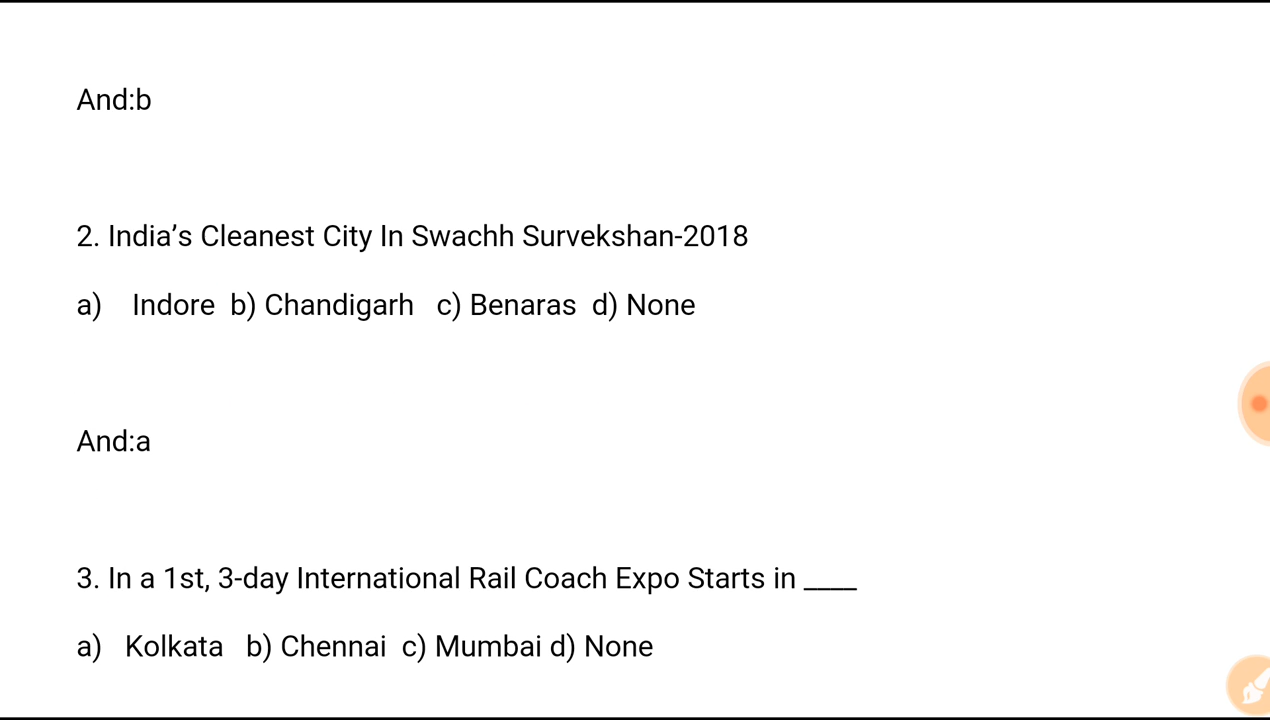 And:b
2. India’s Cleanest City In Swachh Survekshan-2018
a) Indore b) Chandigarh c) Benaras d) None
And:a
3. In a 1st, 3-day International Rail Coach Expo Starts in ____
a) Kolkata b) Chennai c) Mumbai d) None